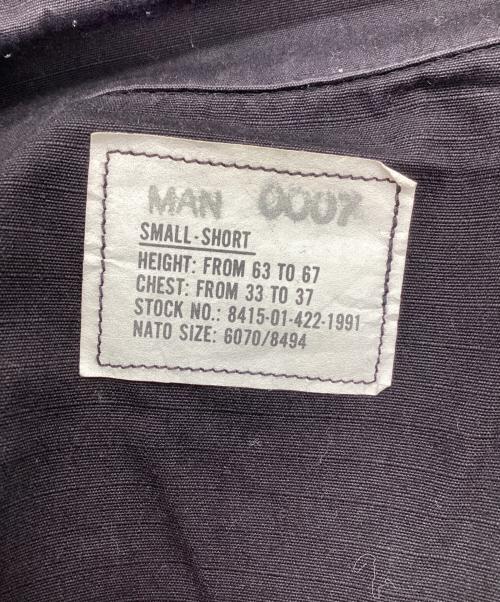 MAN 0007
SMALL-SHORT
HEIGHT: FROM 63 TO 67
CHEST: FROM 33 TO 37
STOCK NO.: 8415-01-422-1991
NATO SIZE: 6070/8494